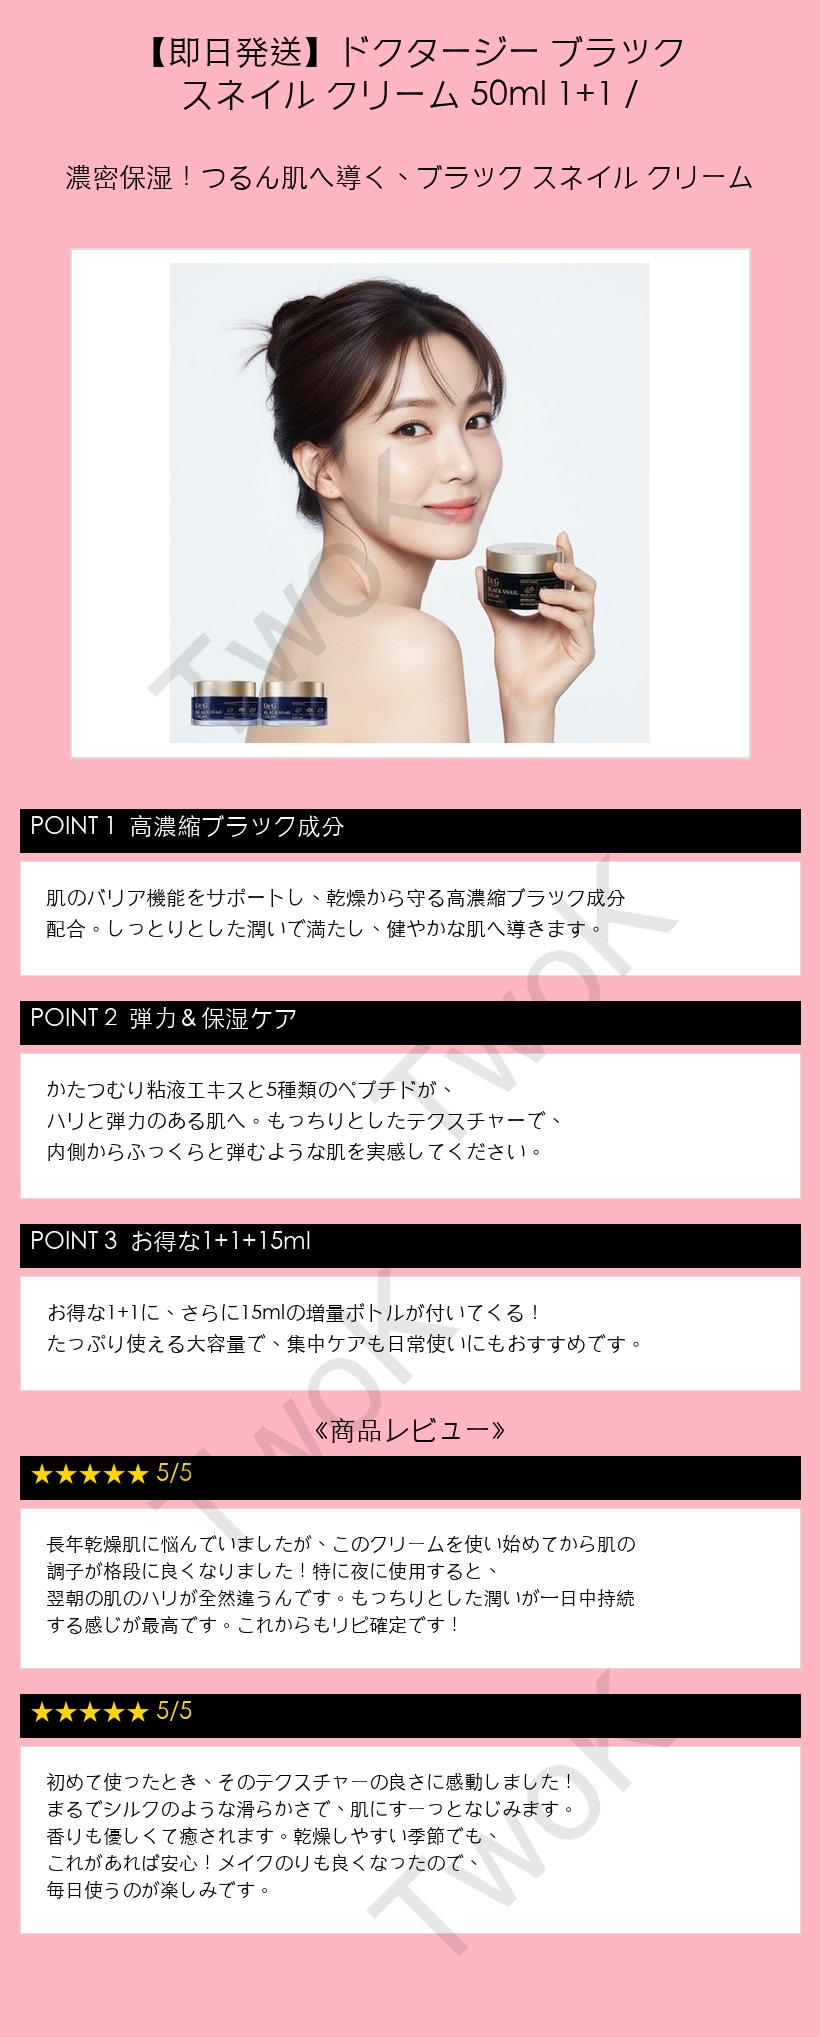 【即日発送】ドクタージー ブラック
スネイル クリーム 50ml 1+1 /
濃密保湿！つるん肌へ導く、ブラック スネイル クリーム
Dr.G
BLACK SNAIL
CREAM
Dr.G
BLACK SNAIL
CREAM
Dr.G
BLACK SNAIL
CREAM
TwoK
POINT 1 高濃縮ブラック成分
肌のバリア機能をサポートし、乾燥から守る高濃縮ブラック成分
配合。しっとりとした潤いで満たし、健やかな肌へ導きます。
TwoK
POINT 2 弾力＆保湿ケア
かたつむり粘液エキスと5種類のペプチドが、
ハリと弾力のある肌へ。もっちりとしたテクスチャーで、
内側からふっくらと弾むような肌を実感してください。
POINT 3 お得な1+1+15ml
お得な1+1に、さらに15mlの増量ボトルが付いてくる！
たっぷり使える大容量で、集中ケアも日常使いにもおすすめです。
TwoK
《商品レビュー》
★★★★★ 5/5
長年乾燥肌に悩んでいましたが、このクリームを使い始めてから肌の
調子が格段に良くなりました！特に夜に使用すると、
翌朝の肌のハリが全然違うんです。もっちりとした潤いが一日中持続
する感じが最高です。これからもリピ確定です！
★★★★★ 5/5
初めて使ったとき、そのテクスチャーの良さに感動しました！
まるでシルクのような滑らかさで、肌にすーっとなじみます。
香りも優しくて癒されます。乾燥しやすい季節でも、
これがあれば安心！メイクのりも良くなったので、
毎日使うのが楽しみです。
TwoK